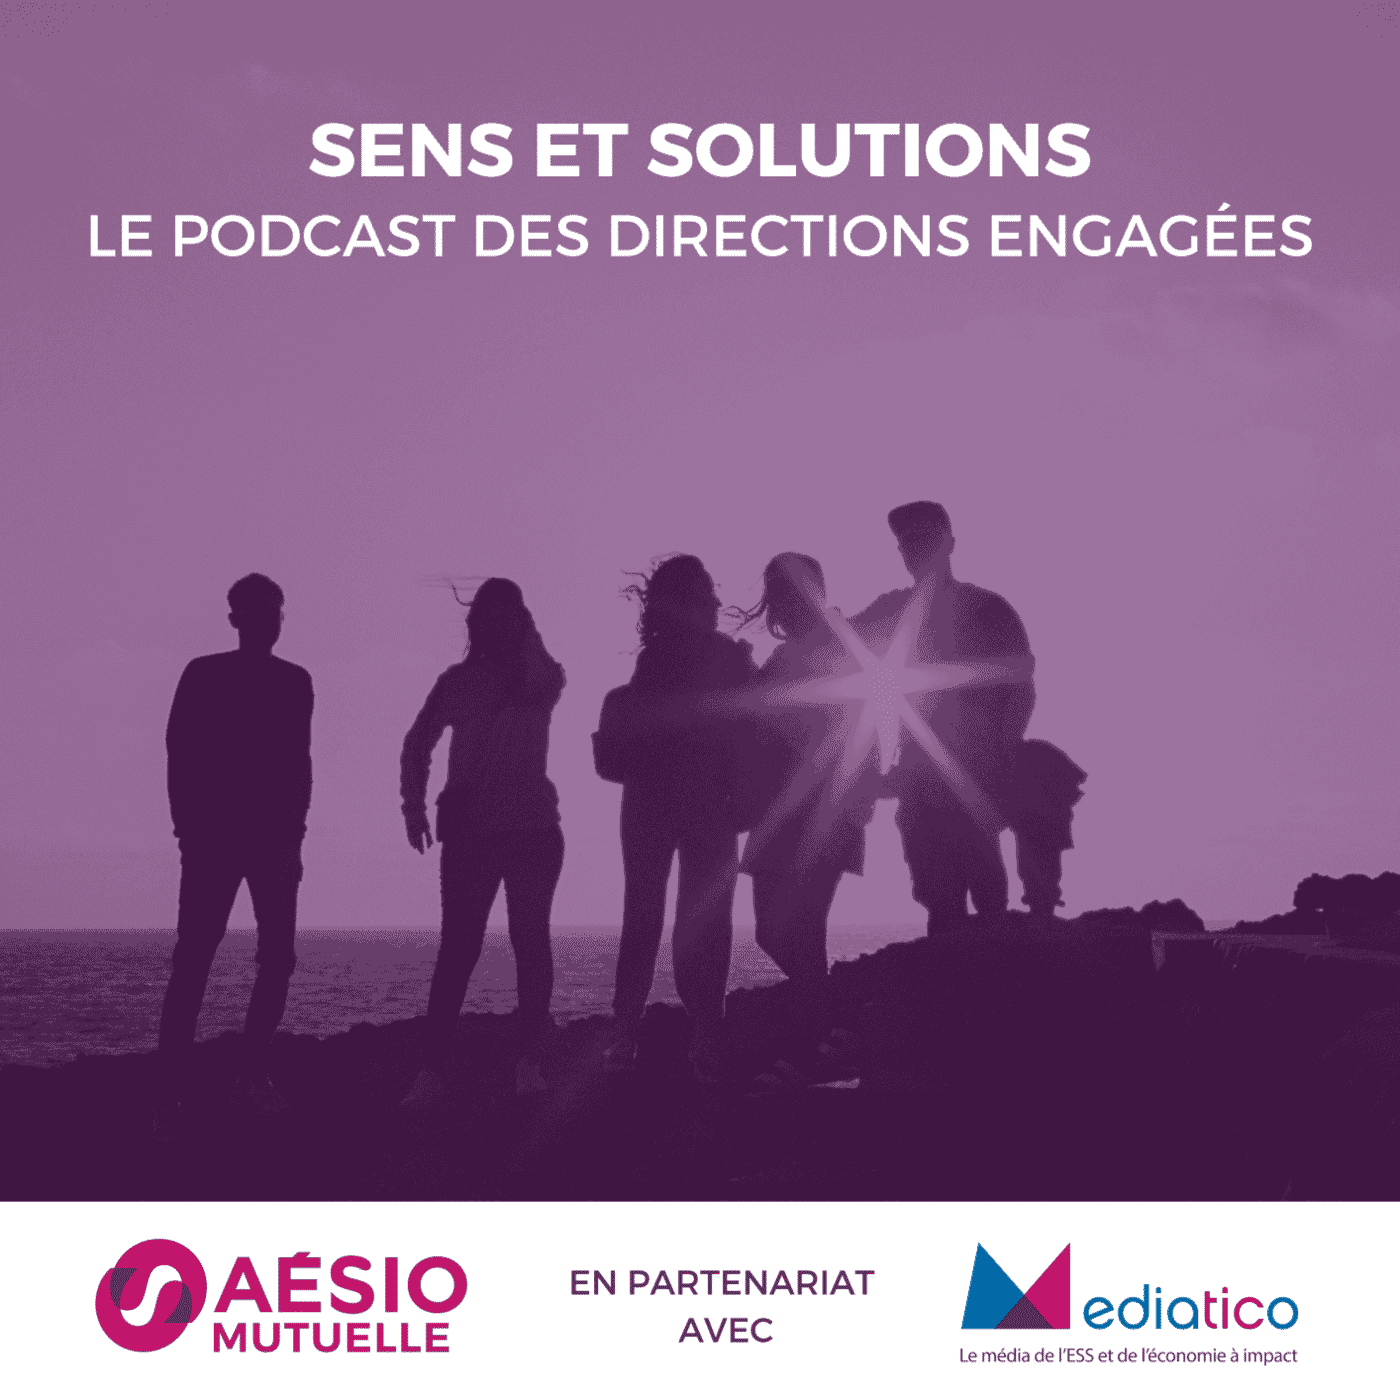 SENS ET SOLUTIONS
LE PODCAST DES DIRECTIONS ENGAGÉES
AÉSIO
MUTUELLE
EN PARTENARIAT
AVEC
Mediatico
Le média de l'ESS et de l'économie à impact